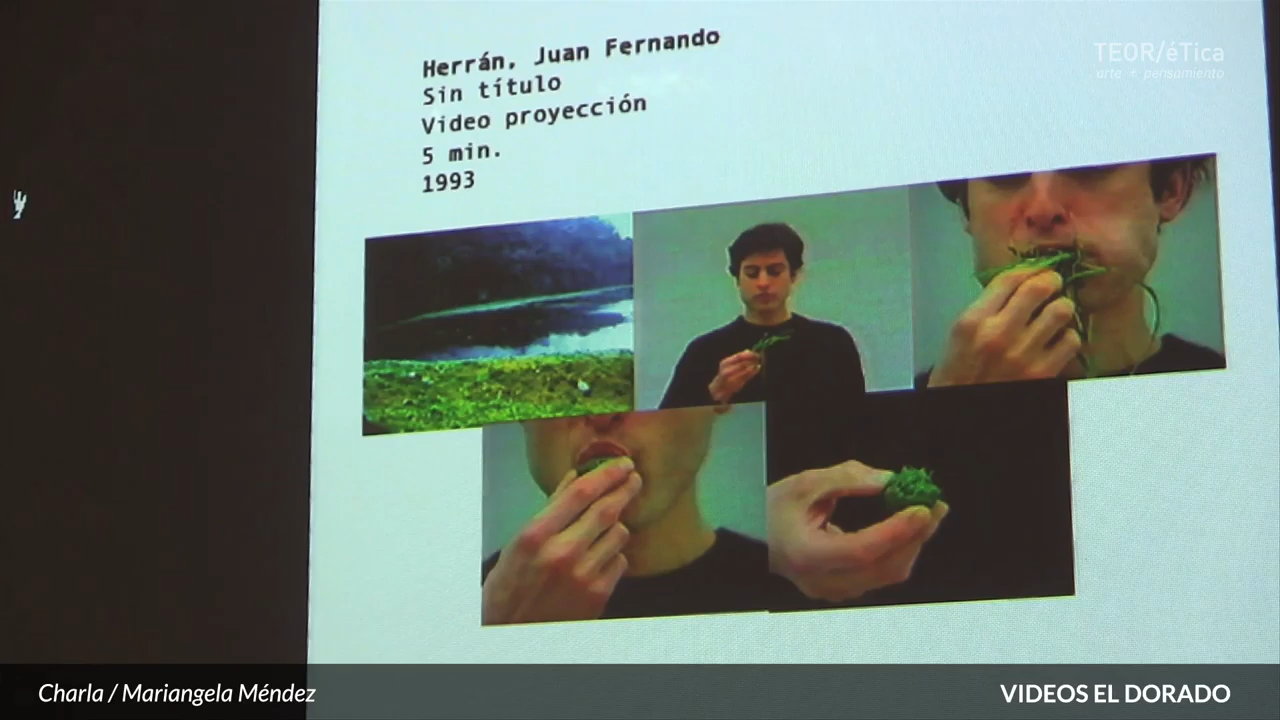 Herrán, Juan Fernando
Sin título
Video proyección
5 min.
1993
TEOR/éTica
arte + pensamiento
Charla / Mariangela Méndez
VIDEOS EL DORADO